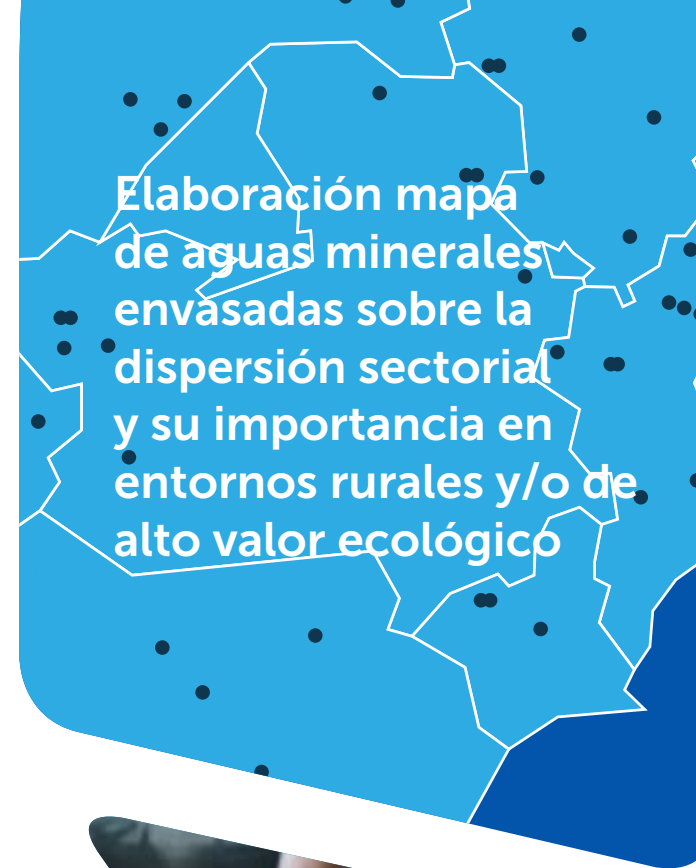 Elaboración mapa
de aguas minerales
envasadas sobre la
dispersión sectorial
y su importancia en
entornos rurales y/o de
alto valor ecológico